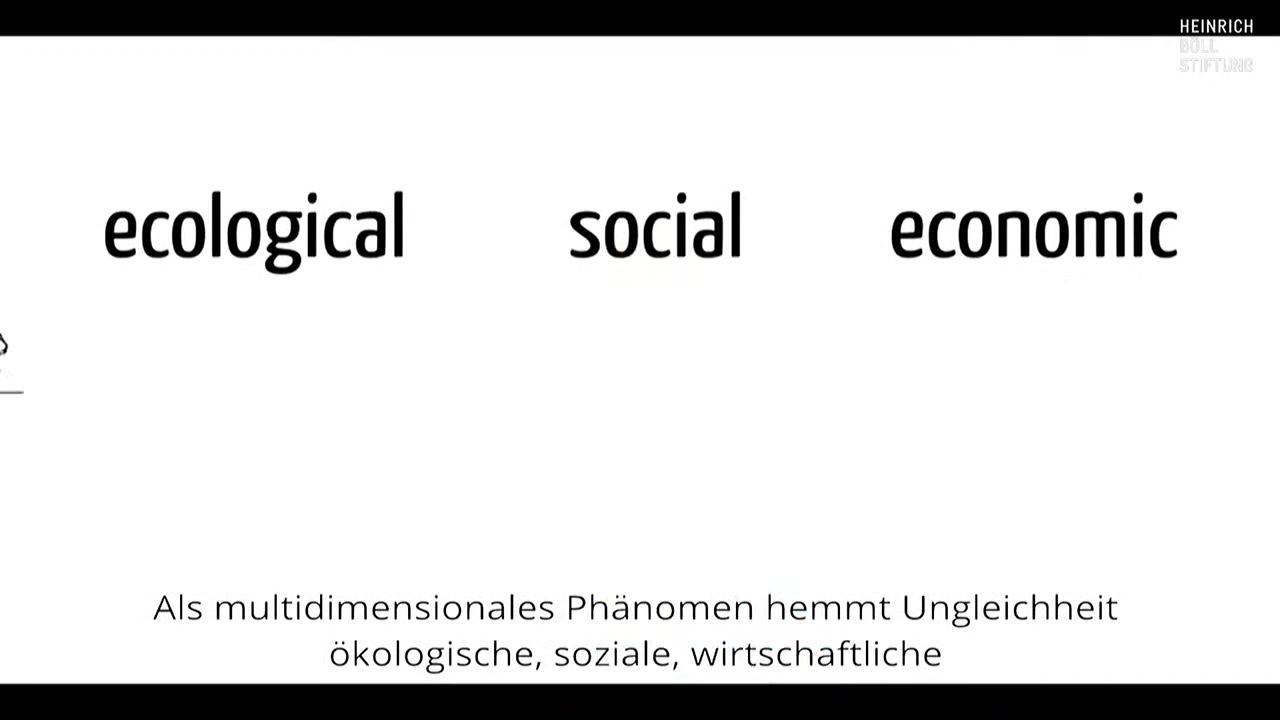 HEINRICH
BÖLL
STIFTUNG
ecological social economic
Als multidimensionales Phänomen hemmt Ungleichheit
ökologische, soziale, wirtschaftliche